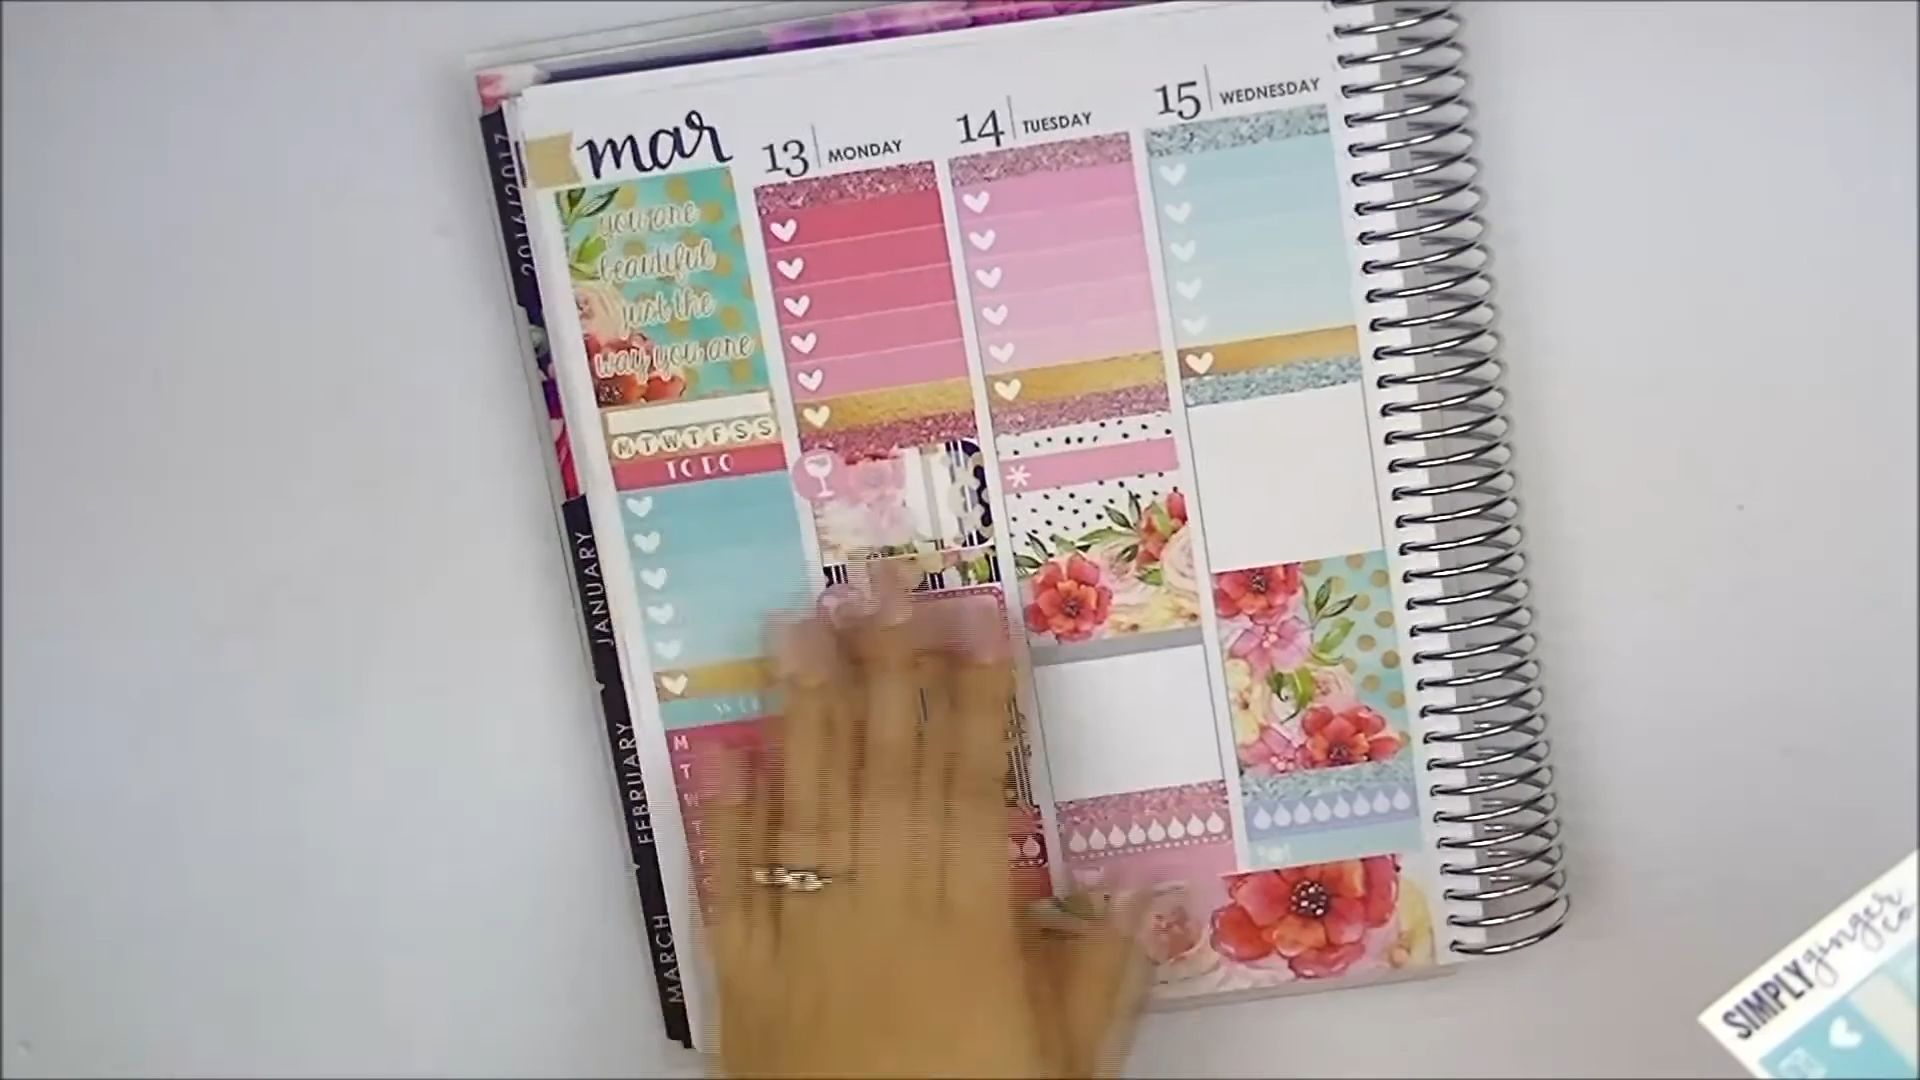 mar
13 MONDAY
14 TUESDAY
15 WEDNESDAY
you are
beautiful
just the
way you are
M T W T F S S
TO DO
M
T
W
T
F
2016/2017
JANUARY
FEBRUARY
MARCH
SIMPLY ginger co.